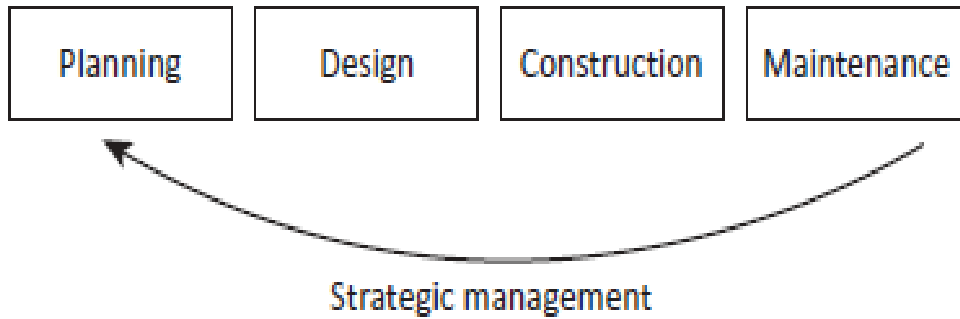 Planning
Design
Construction
Maintenance
Strategic management